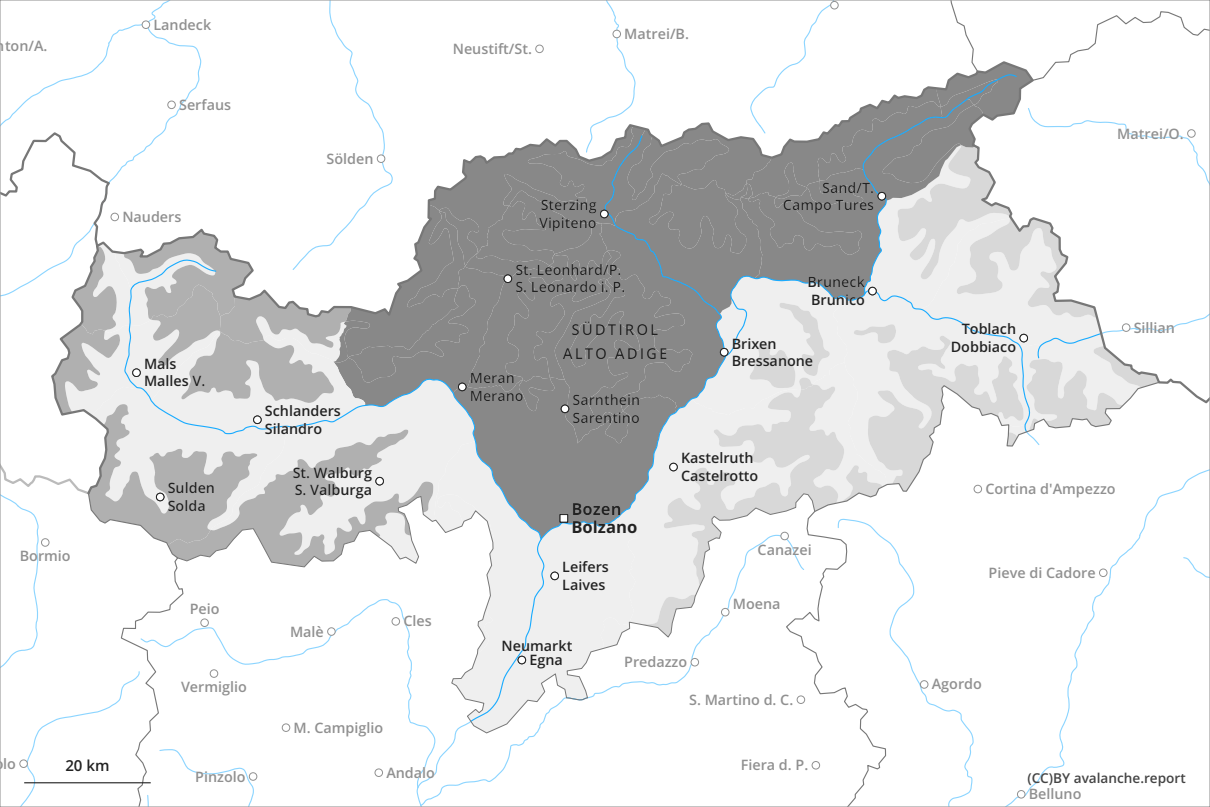 Landeck
nton/A.
Neustift/St.
Matrei/B.
Serfaus
Matrei/O.
Sölden
Nauders
Sand/T.
Campo Tures
Sterzing
Vipiteno
St. Leonhard/P.
S. Leonardo i. P.
Bruneck
Brunico
SÜDTIROL
ALTO ADIGE
Toblach
Dobbiaco
Sillian
Brixen
Bressanone
Mals
Malles V.
Meran
Merano
Sarnthein
Sarentino
Schlanders
Silandro
Kastelruth
Castelrotto
St. Walburg
S. Valburga
Sulden
Solda
Cortina d'Ampezzo
Bozen
Bolzano
Bormio
Canazei
Leifers
Laives
Pieve di Cadore
Peio
Moena
Malè
Cles
Neumarkt
Egna
Predazzo
Vermiglio
Agordo
S. Martino d. C.
M. Campiglio
olo
20 km
Pinzolo
Andalo
Fiera d. P.
(CC)BY avalanche.report
Belluno